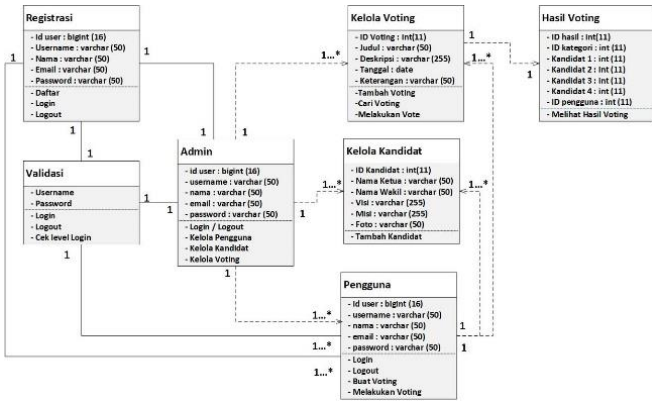 Registrasi
- Id user : bigint (16)
- Username : varchar (50)
- Nama : varchar (50)
- Email : varchar (50)
- Password : varchar (50)
- Daftar
- Login
- Logout
1
1
1
1
Validasi
- Username
- Password
- Login
- Logout
- Cek level Login
1
1
1
Admin
- id user : bigint (16)
- username : varchar (50)
- nama : varchar (50)
- email : varchar (50)
- password : varchar (50)
- Login / Logout
- Kelola Pengguna
- Kelola Kandidat
- Kelola Voting
1
1
1
Kelola Voting
- ID Voting : Int(11)
- Judul : varchar (50)
- Deskripsi : varchar (255)
- Tanggal : date
- Keterangan : varchar (50)
-Tambah Voting
- Cari Voting
- Melakukan Vote
1...*
1
1...*
1
Hasil Voting
- ID hasil : Int(11)
- ID kategori : int (11)
- Kandidat 1 : int (11)
- Kandidat 2 : int (11)
- Kandidat 3 : int (11)
- Kandidat 4 : int (11)
- ID pengguna : int (11)
- Melihat Hasil Voting
Kelola Kandidat
- ID Kandidat : int(11)
- Nama Ketua : varchar (50)
- Nama Wakil : varchar (50)
- Visi : varchar (255)
- Misi : varchar (255)
- Foto : varchar (50)
- Tambah Kandidat
1...*
1...*
Pengguna
- Id user : bigint (16)
- username : varchar (50)
- nama : varchar (50)
- email : varchar (50)
- password : varchar (50)
- Login
- Logout
- Buat Voting
- Melakukan Voting
1...*
1...*
1...*
1
1